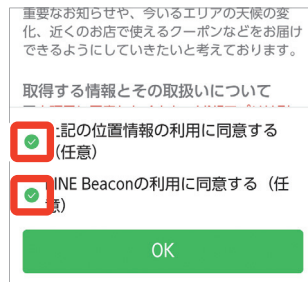 重要なお知らせや、今いるエリアの天候の変
化、近くのお店で使えるクーポンなどをお届け
できるようにしていきたいと考えております。
取得する情報とその取扱いについて
記の位置情報の利用に同意する
(任意)
INE Beaconの利用に同意する(任
意)
OK